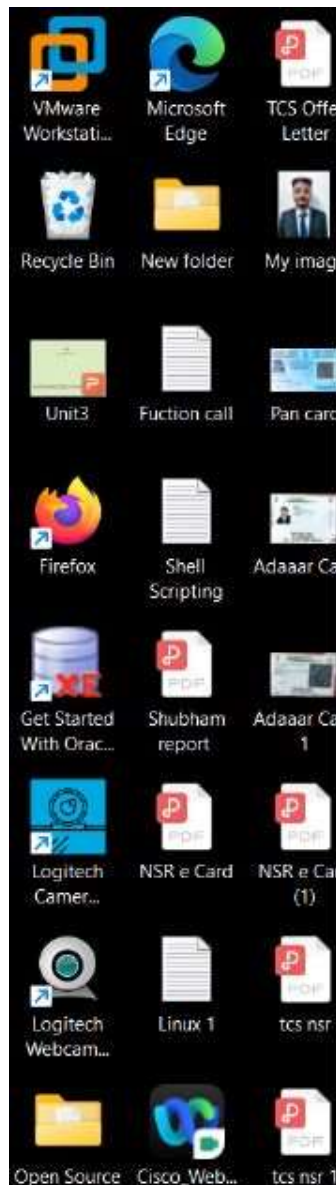 VMware
Workstati...
Microsoft
Edge
TCS Offe
Letter
Recycle Bin
New folder
My imag
Unit3
Fuction call
Pan card
Firefox
Shell
Scripting
Adaaar Ca
Get Started
With Orac...
Shubham
report
Adaaar Ca
1
Logitech
Camer...
NSR e Card
NSR e Car
(1)
Logitech
Webcam...
Linux 1
tcs nsr
Open Source
Cisco_Web...
tcs nsr 1